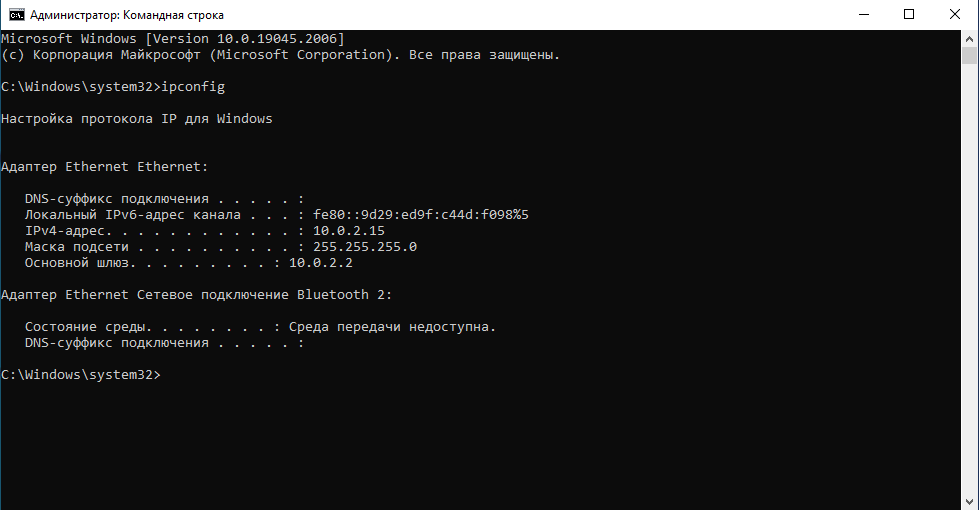 Администратор: Командная строка
Microsoft Windows [Version 10.0.19045.2006]
(c) Корпорация Майкрософт (Microsoft Corporation). Все права защищены.
C:\Windows\system32>ipconfig
Настройка протокола IP для Windows
Адаптер Ethernet Ethernet:
DNS-суффикс подключения . . . . . :
Локальный IPv6-адрес канала . . . : fe80::9d29:ed9f:c44d:f098%5
IPv4-адрес. . . . . . . . . . . . : 10.0.2.15
Маска подсети . . . . . . . . . . : 255.255.255.0
Основной шлюз. . . . . . . . . : 10.0.2.2
Адаптер Ethernet Сетевое подключение Bluetooth 2:
Состояние среды. . . . . . . . : Среда передачи недоступна.
DNS-суффикс подключения . . . . . :
C:\Windows\system32>